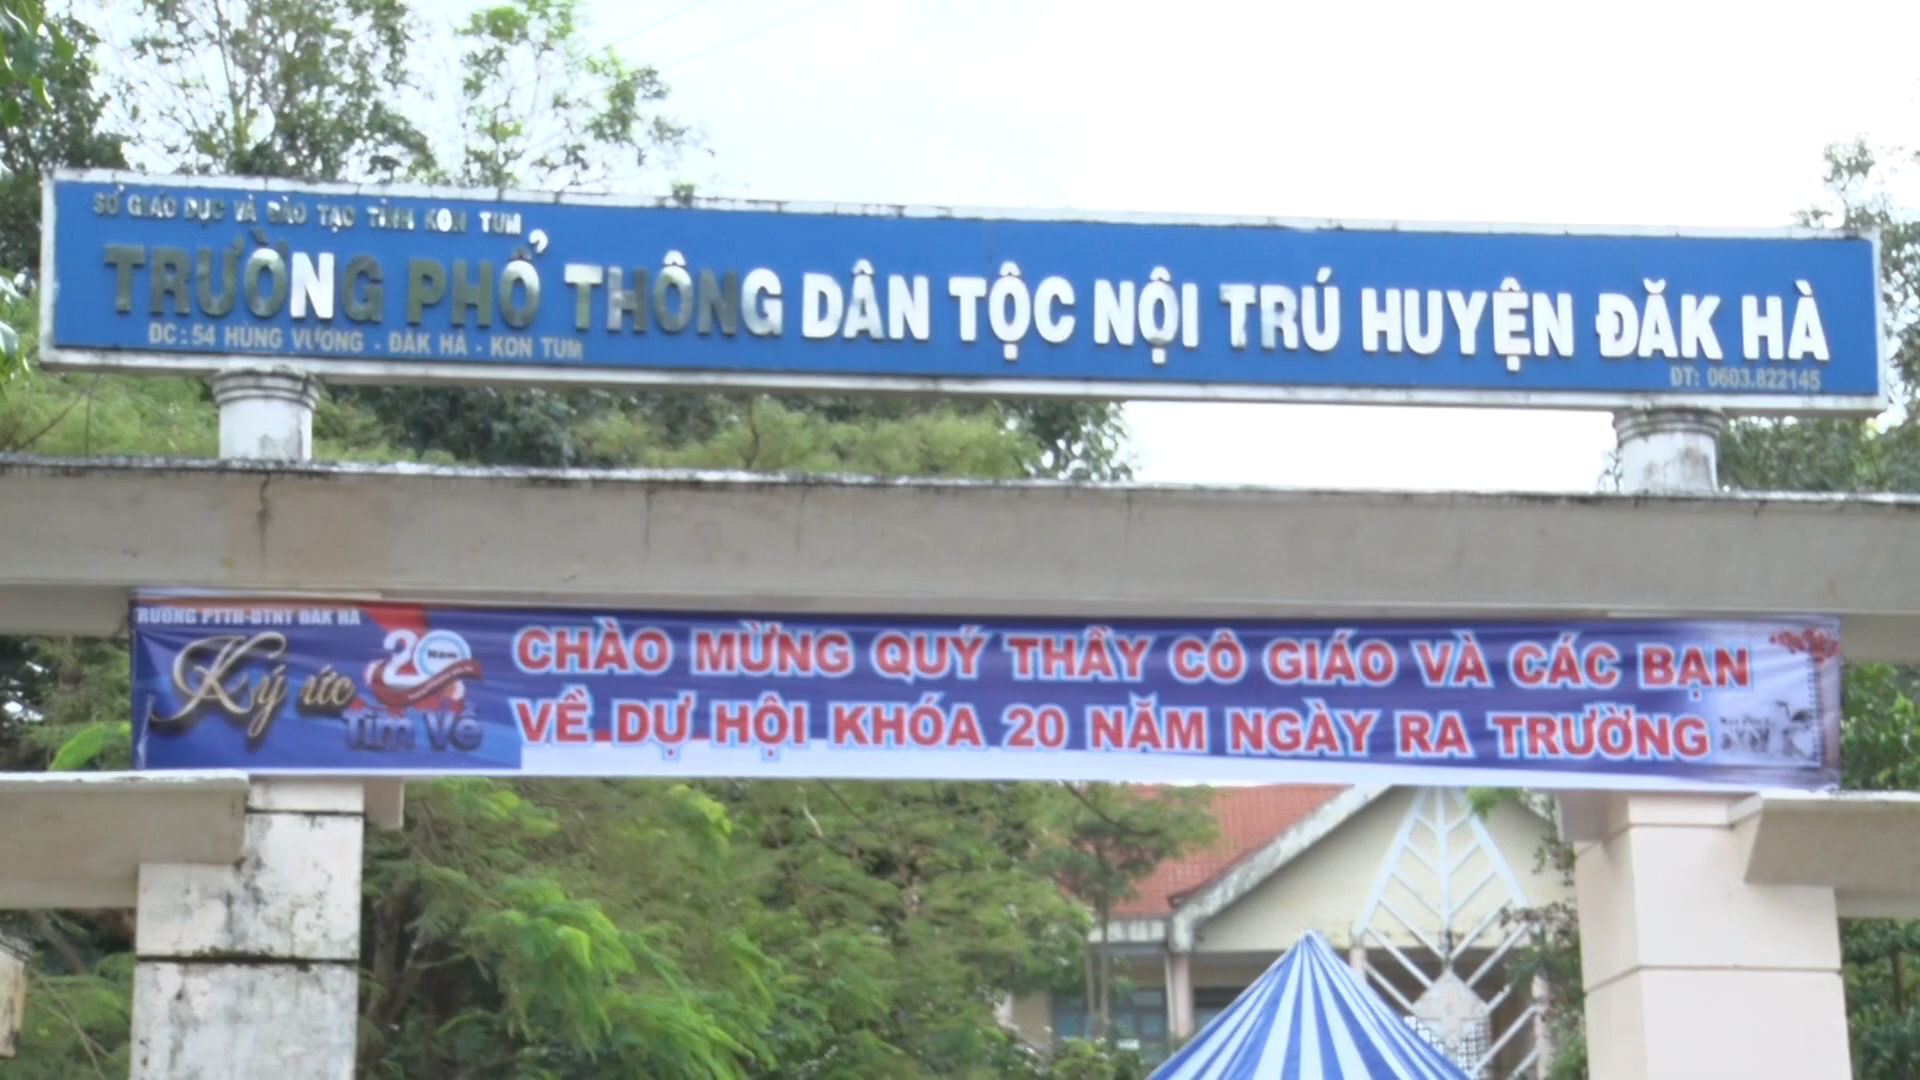 SỞ GIÁO DỤC VÀ ĐÀO TẠO TỈNH KON TUM
TRƯỜNG PHỔ THÔNG DÂN TỘC NỘI TRÚ HUYỆN ĐĂK HÀ
ĐC: 54 HÙNG VƯƠNG - ĐĂK HÀ - KON TUM
ĐT: 0603.822145
RƯỜNG PTTH-DTNT ĐĂK HÀ
Ký ức
20 Năm
Tìm Về
CHÀO MỪNG QUÝ THẦY CÔ GIÁO VÀ CÁC BẠN
VỀ DỰ HỘI KHÓA 20 NĂM NGÀY RA TRƯỜNG